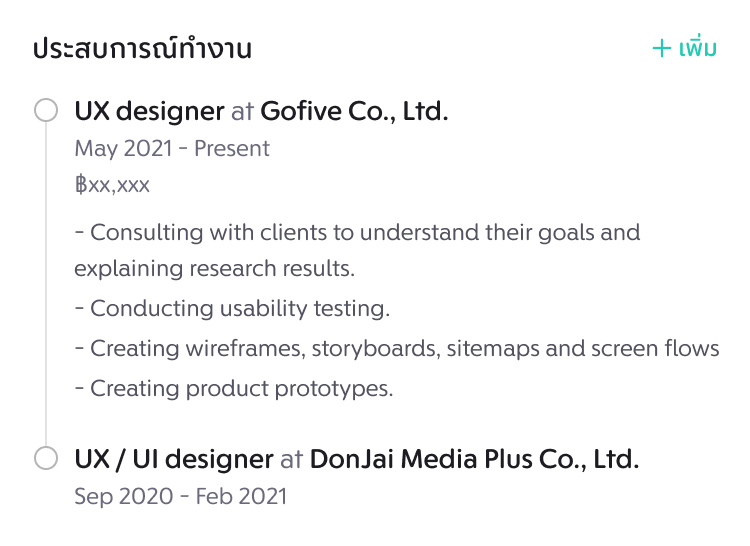 ประสบการณ์ทำงาน
+ เพิ่ม
UX designer at Gofive Co., Ltd.
May 2021 - Present
฿xx,xxx
- Consulting with clients to understand their goals and
explaining research results.
- Conducting usability testing.
- Creating wireframes, storyboards, sitemaps and screen flows
- Creating product prototypes.
UX / UI designer at DonJai Media Plus Co., Ltd.
Sep 2020 - Feb 2021